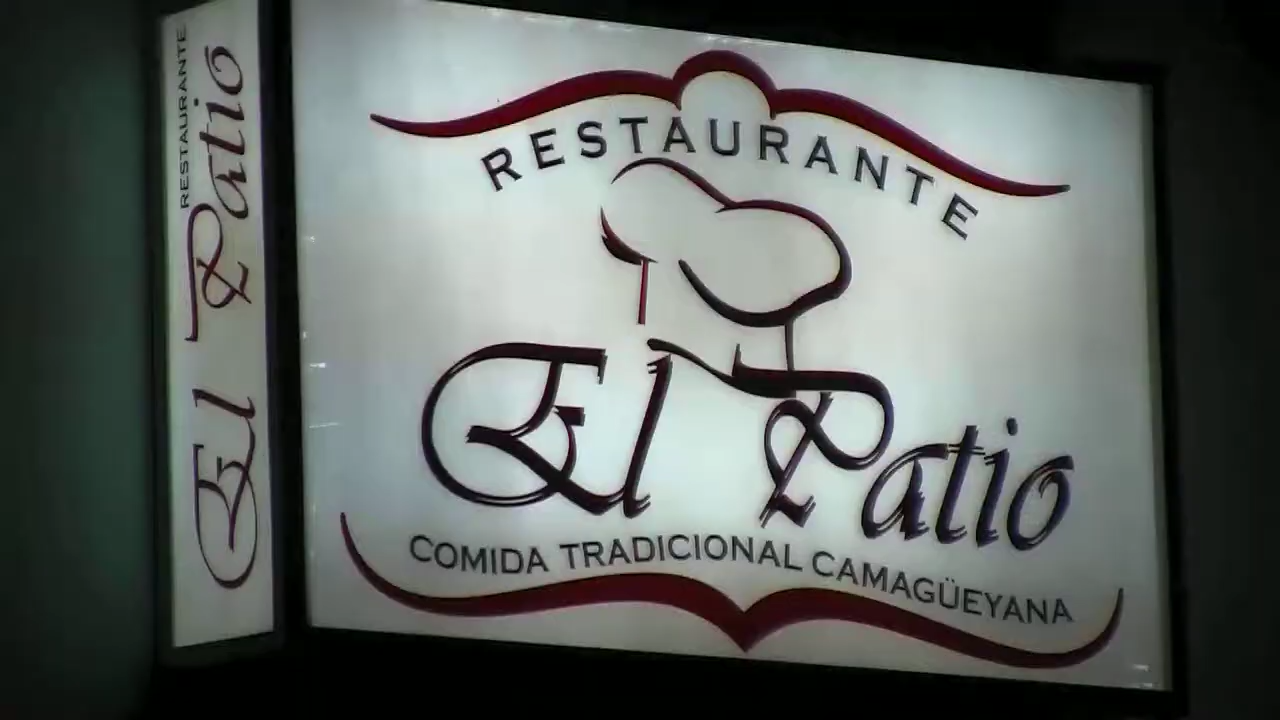 RESTAURANTE
El Patio
RESTAURANTE
El Patio
COMIDA TRADICIONAL CAMAGÜEYANA